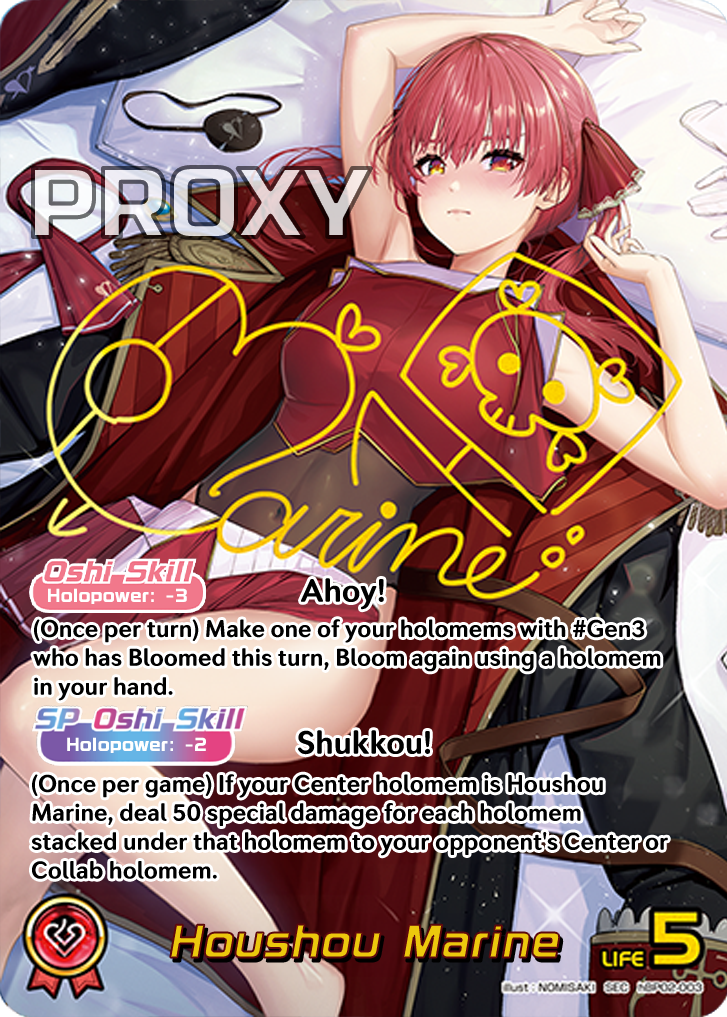 PROXY
Marine
Oshi Skill
Holopower: -3
Ahoy!
(Once per turn) Make one of your holomems with #Gen3
who has Bloomed this turn, Bloom again using a holomem
in your hand.
SP Oshi Skill
Holopower: -2
Shukkou!
(Once per game) If your Center holomem is Houshou
Marine, deal 50 special damage for each holomem
stacked under that holomem to your opponent's Center or
Collab holomem.
Houshou Marine
LIFE 5
illust : NOMISAKI SEC hBP02-003